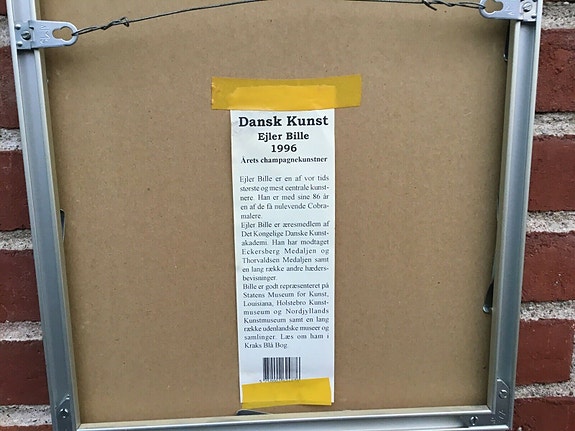 Dansk Kunst
Ejler Bille
1996
Årets champagnekunstner
Ejler Bille er en af vor tids
største og mest centrale kunst-
nere. Han er med sine 86 år
en af de få nulevende Cobra-
malere.
Ejler Bille er æresmedlem af
Det Kongelige Danske Kunst-
akademi. Han har modtaget
Eckersberg Medaljen og
Thorvaldsen Medaljen samt
en lang række andre hæders-
bevisninger.
Bille er godt repræsenteret på
Statens Museum for Kunst,
Louisiana, Holstebro Kunst-
museum og Nordjyllands
Kunstmuseum samt en lang
række udenlandske museer og
samlinger. Læs om ham i
Kraks Blå Bog.